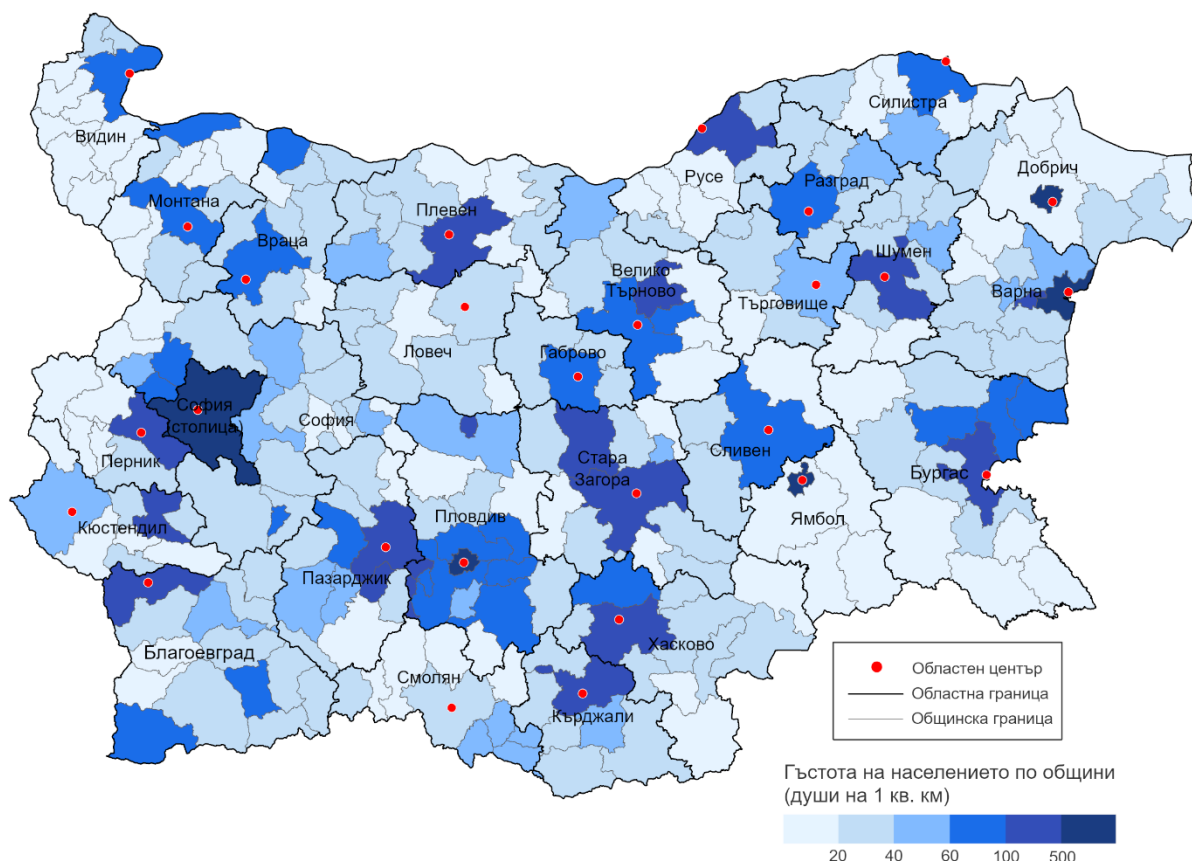 Силистра
Видин
Добрич
Русе
Разград
Монтана
Плевен
Враца
Шумен
Велико
Търново
Варна
Търговище
Ловеч
Габрово
София
столица
София
Стара
Загора
Сливен
Перник
Бургас
Кюстендил
Пловдив
Ямбол
Пазарджик
Хасково
Благоевград
Смолян
Кърджали
Областен център
Областна граница
Общинска граница
Гъстота на населението по общини
(души на 1 кв. км)
20 40 60 100 500